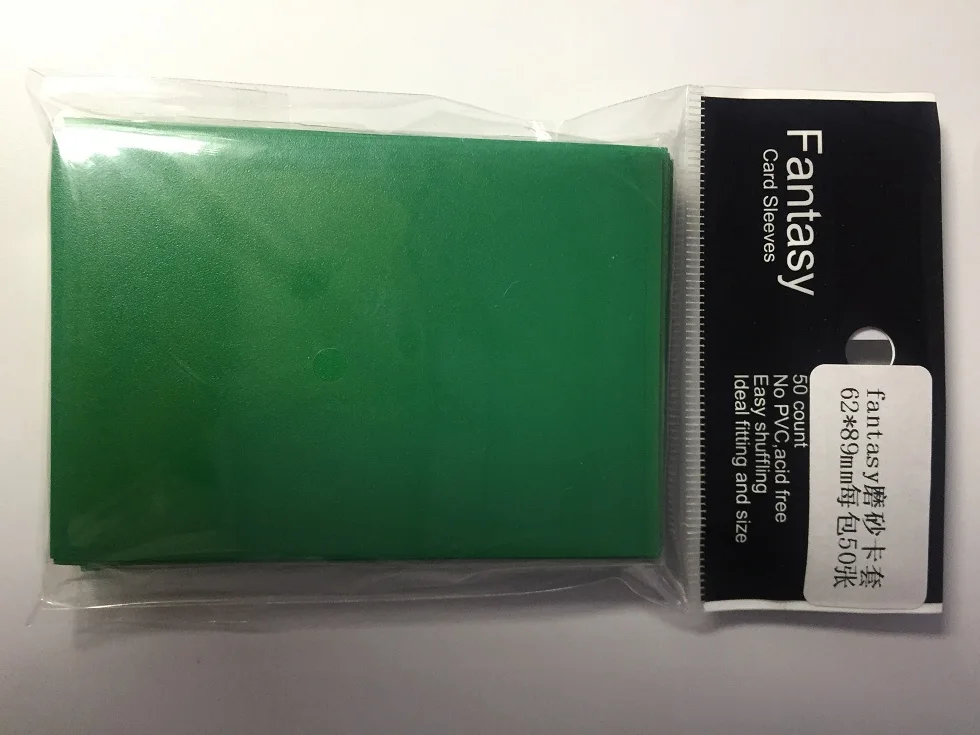 Fantasy
Card Sleeves
50 count
No PVC,acid free
Easy shuffling
Ideal fitting and size
fantasy磨砂卡套
62*89mm每包50张